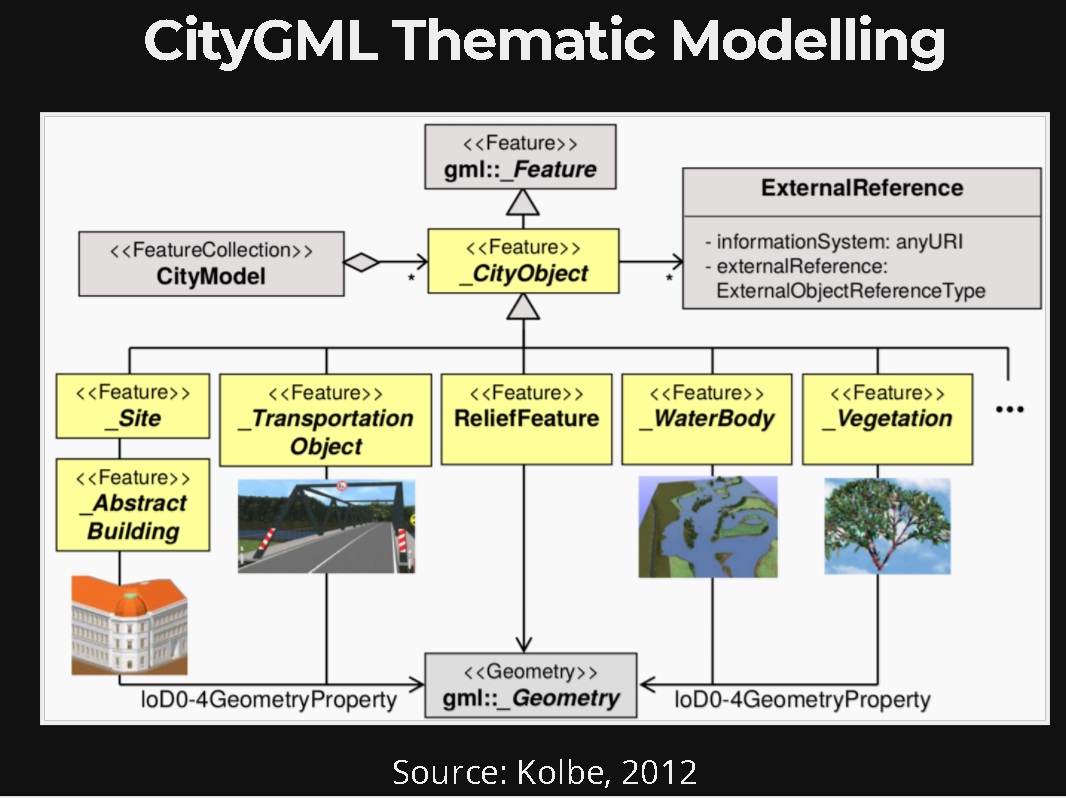 CityGML Thematic Modelling
<<Feature>>
gml::_Feature
ExternalReference
- informationSystem: anyURI
- externalReference:
ExternalObjectReferenceType
<<FeatureCollection>>
CityModel
*
<<Feature>>
_CityObject
*
<<Feature>>
_Site
<<Feature>>
_Transportation
Object
<<Feature>>
ReliefFeature
<<Feature>>
_WaterBody
<<Feature>>
_Vegetation
...
<<Feature>>
_Abstract
Building
<<Geometry>>
gml::_Geometry
loD0-4GeometryProperty
loD0-4GeometryProperty
Source: Kolbe, 2012